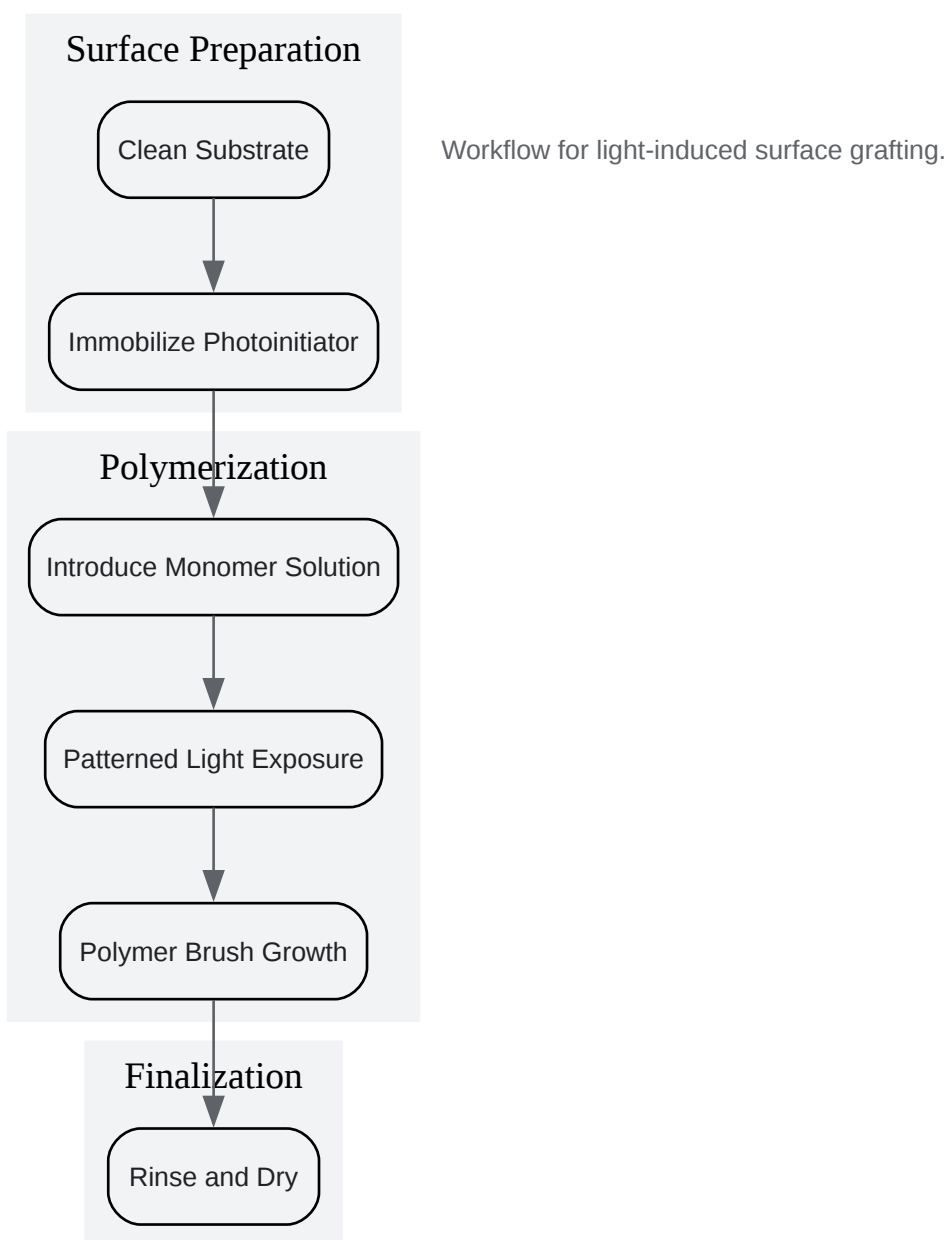 Surface Preparation
Clean Substrate
Workflow for light-induced surface grafting.
Immobilize Photoinitiator
Polymerization
Introduce Monomer Solution
Patterned Light Exposure
Polymer Brush Growth
Finalization
Rinse and Dry